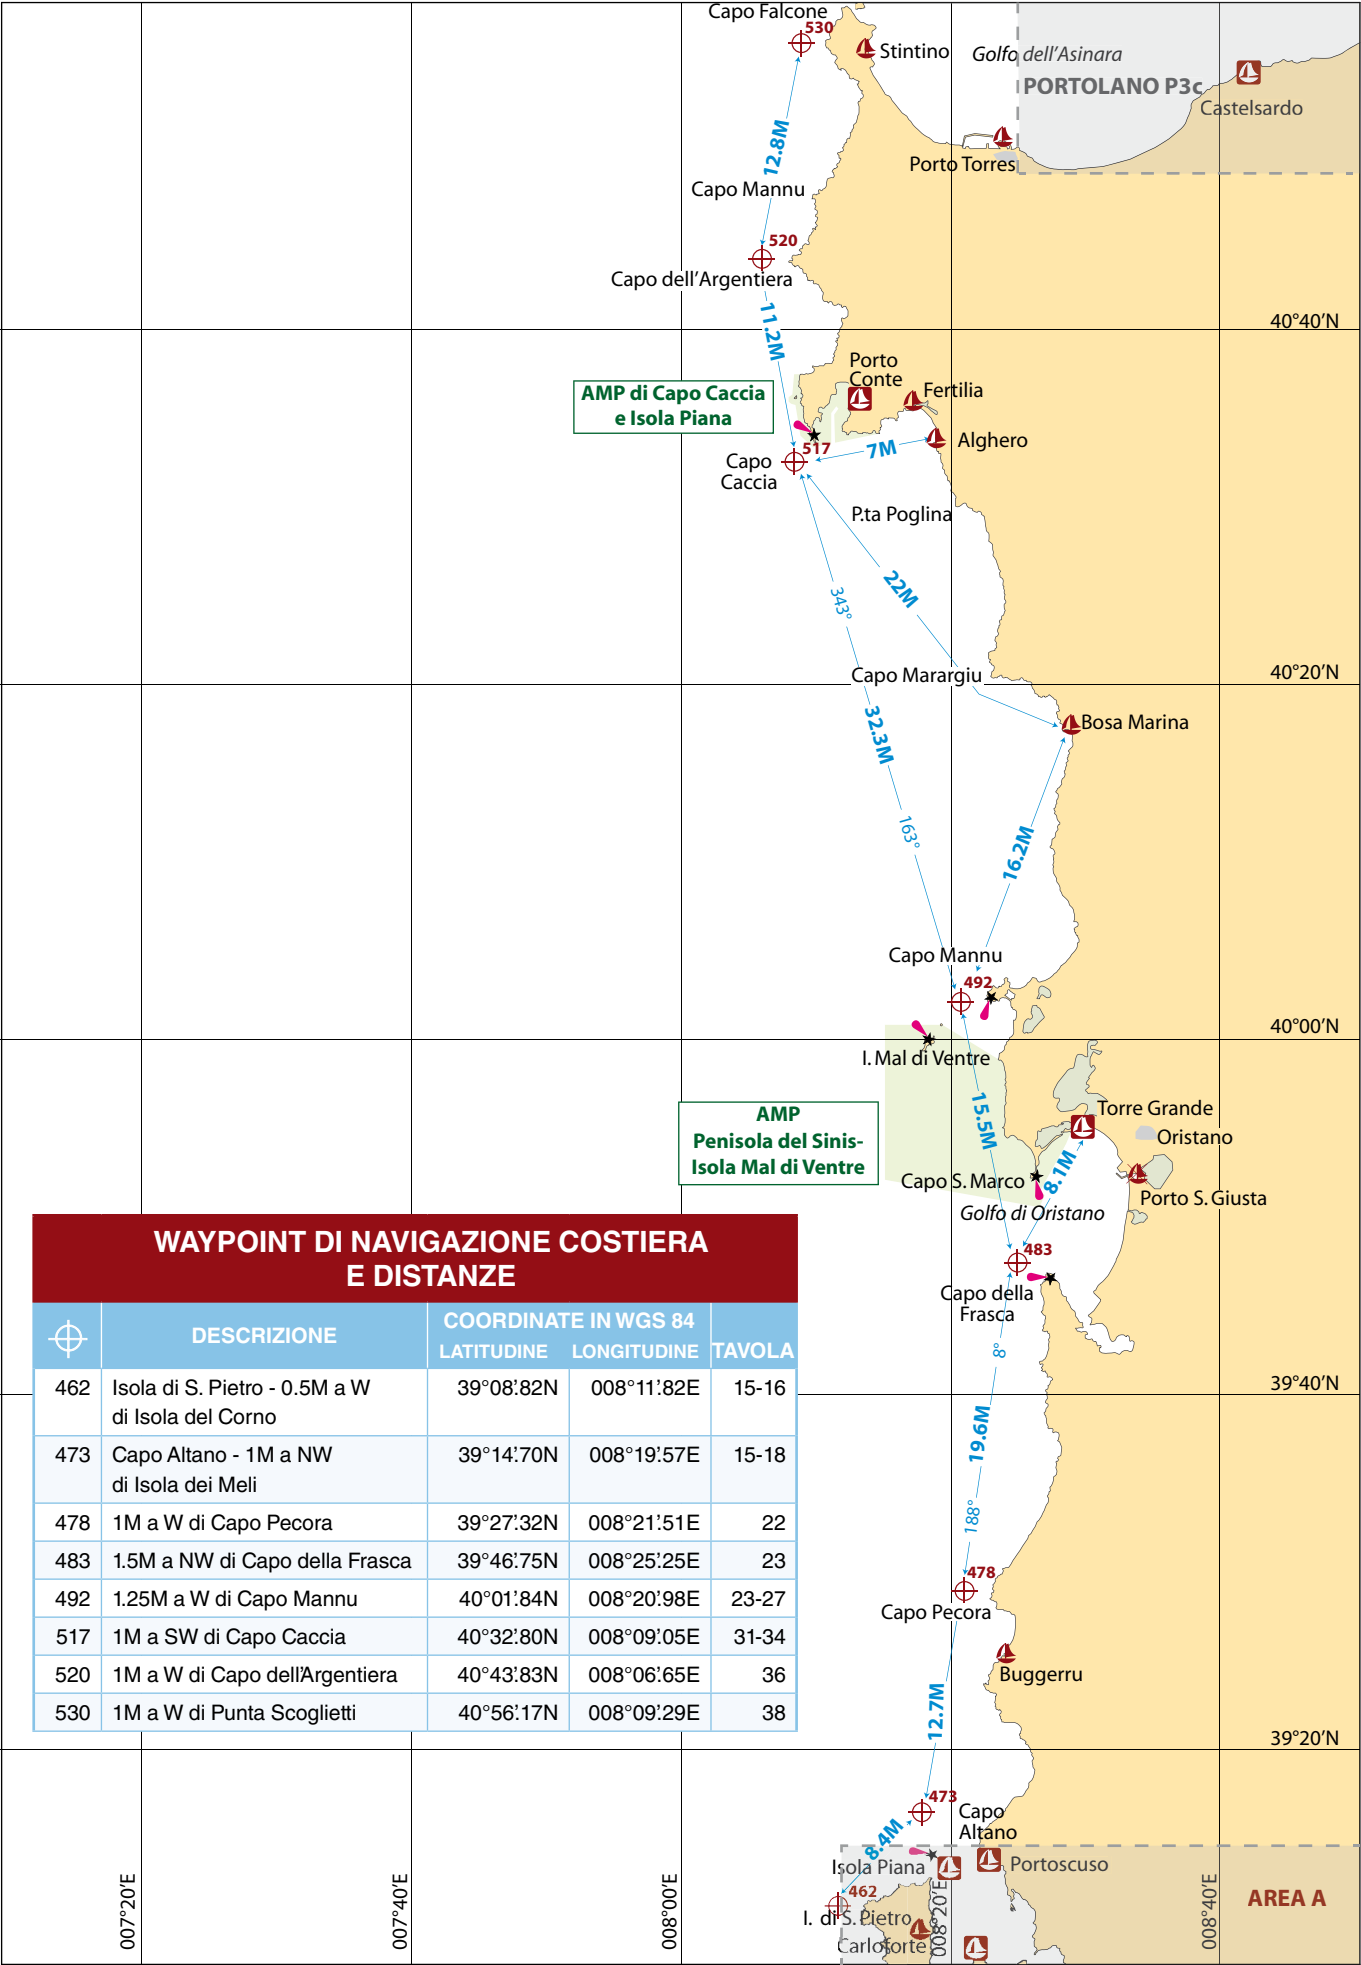 Capo Falcone
530
Stintino
Golfo dell'Asinara
PORTOLANO P3c
Castelsardo
12.8M
Porto Torres
Capo Mannu
520
Capo dell'Argentiera
11.2M
40°40'N
Porto
Conte
Fertilia
AMP di Capo Caccia
e Isola Piana
Alghero
517
7M
Capo
Caccia
P.ta Poglina
22M
343°
Capo Marargiu
40°20'N
32.3M
Bosa Marina
163°
16.2M
Capo Mannu
492
40°00'N
I. Mal di Ventre
15.5M
AMP
Penisola del Sinis-
Isola Mal di Ventre
Torre Grande
Oristano
8.1M
Capo S. Marco
Porto S. Giusta
Golfo di Oristano
483
Capo della
Frasca
8°
39°40'N
19.6M
188°
478
Capo Pecora
Buggerru
12.7M
39°20'N
473
Capo
Altano
8.4M
Isola Piana
Portoscuso
462
I. di S. Pietro
Carloforte
AREA A
007°20'E
007°40'E
008°00'E
008°20'E
008°40'E
WAYPOINT DI NAVIGAZIONE COSTIERA
E DISTANZE
DESCRIZIONE COORDINATE IN WGS 84
LATITUDINE LONGITUDINE TAVOLA
462 Isola di S. Pietro - 0.5M a W 39°08'.82N 008°11'.82E 15-16
di Isola del Corno
473 Capo Altano - 1M a NW 39°14'.70N 008°19'.57E 15-18
di Isola dei Meli
478 1M a W di Capo Pecora 39°27'.32N 008°21'.51E 22
483 1.5M a NW di Capo della Frasca 39°46'.75N 008°25'.25E 23
492 1.25M a W di Capo Mannu 40°01'.84N 008°20'.98E 23-27
517 1M a SW di Capo Caccia 40°32'.80N 008°09'.05E 31-34
520 1M a W di Capo dell'Argentiera 40°43'.83N 008°06'.65E 36
530 1M a W di Punta Scoglietti 40°56'.17N 008°09'.29E 38